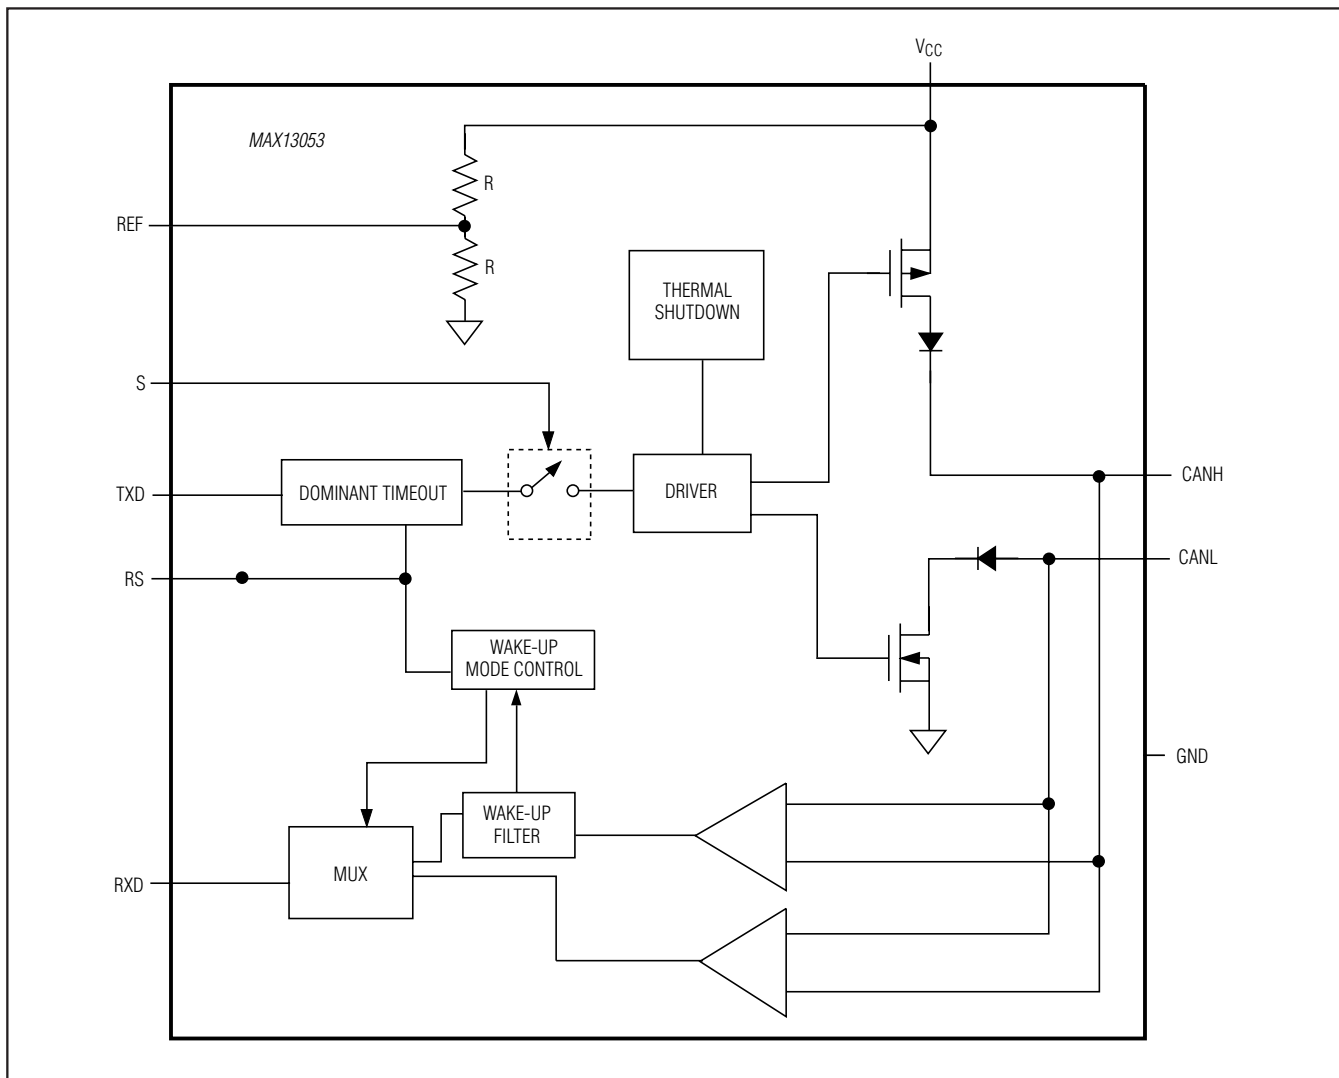 VCC
MAX13053
R
REF
R
THERMAL
SHUTDOWN
S
DOMINANT TIMEOUT
DRIVER
TXD
CANH
RS
CANL
WAKE-UP
MODE CONTROL
GND
WAKE-UP
FILTER
MUX
RXD